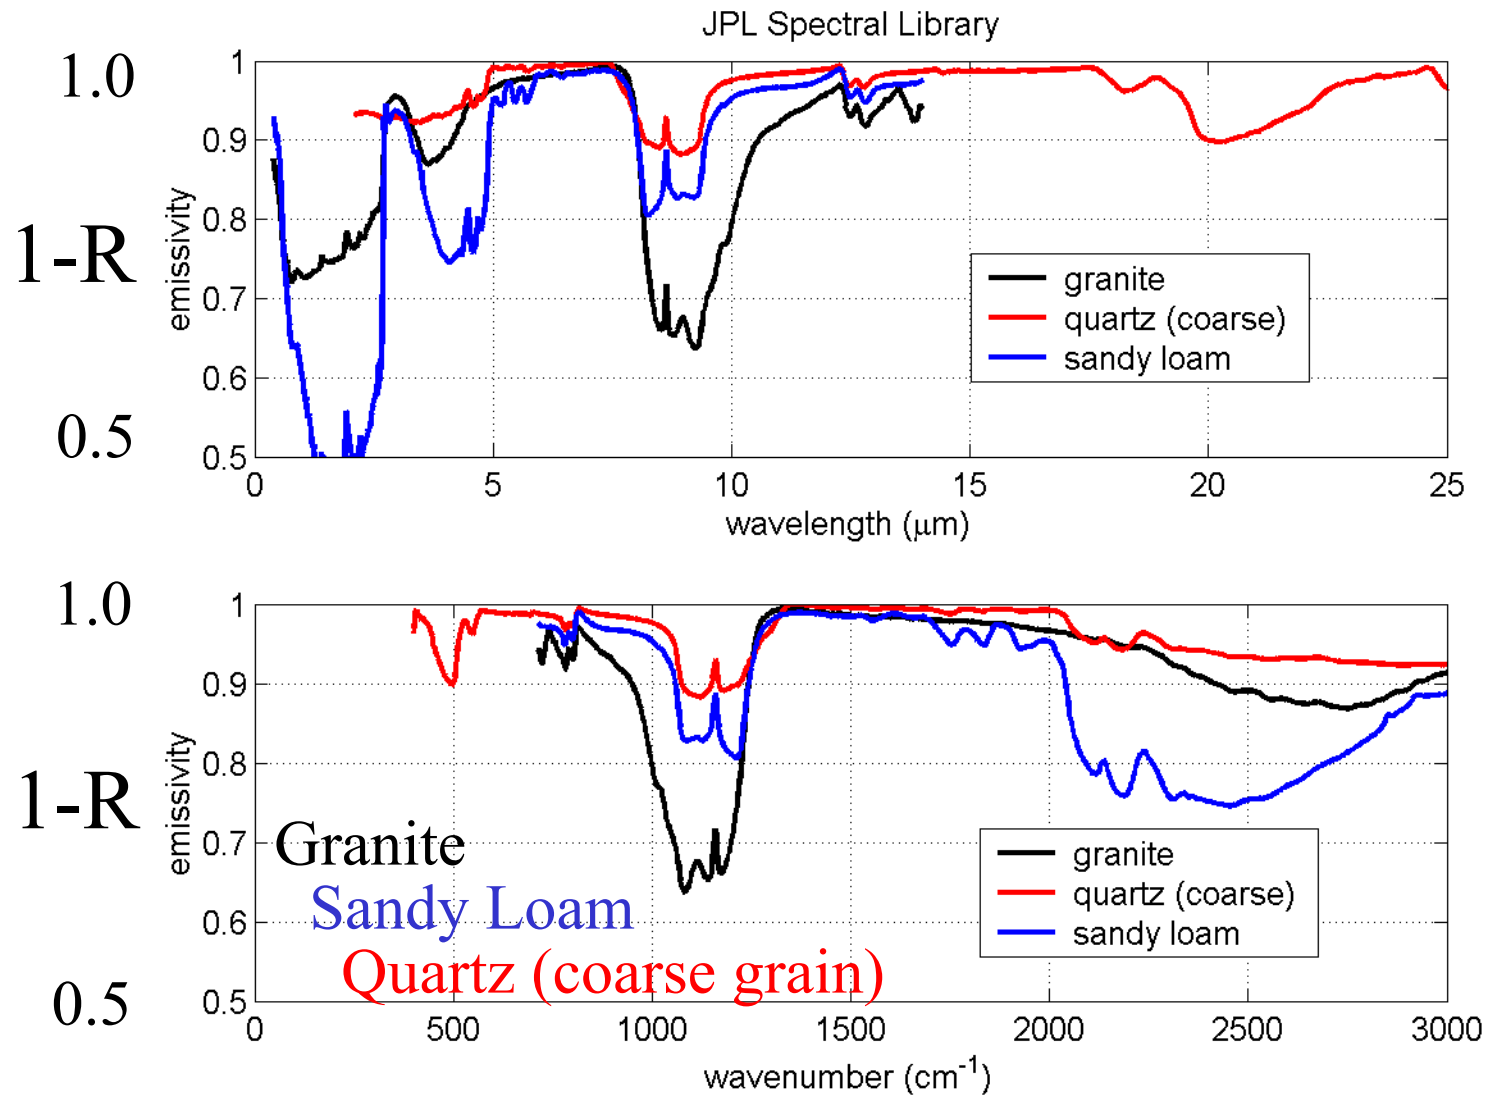 JPL Spectral Library
1.0
1-R
0.5
emissivity
1
0.9
0.8
0.7
0.6
0.5
0 5 10 15 20 25
wavelength (μm)
granite
quartz (coarse)
sandy loam
1.0
1-R
0.5
emissivity
1
0.9
0.8
0.7
0.6
0.5
Granite
Sandy Loam
Quartz (coarse grain)
granite
quartz (coarse)
sandy loam
0 500 1000 1500 2000 2500 3000
wavenumber (cm⁻¹)